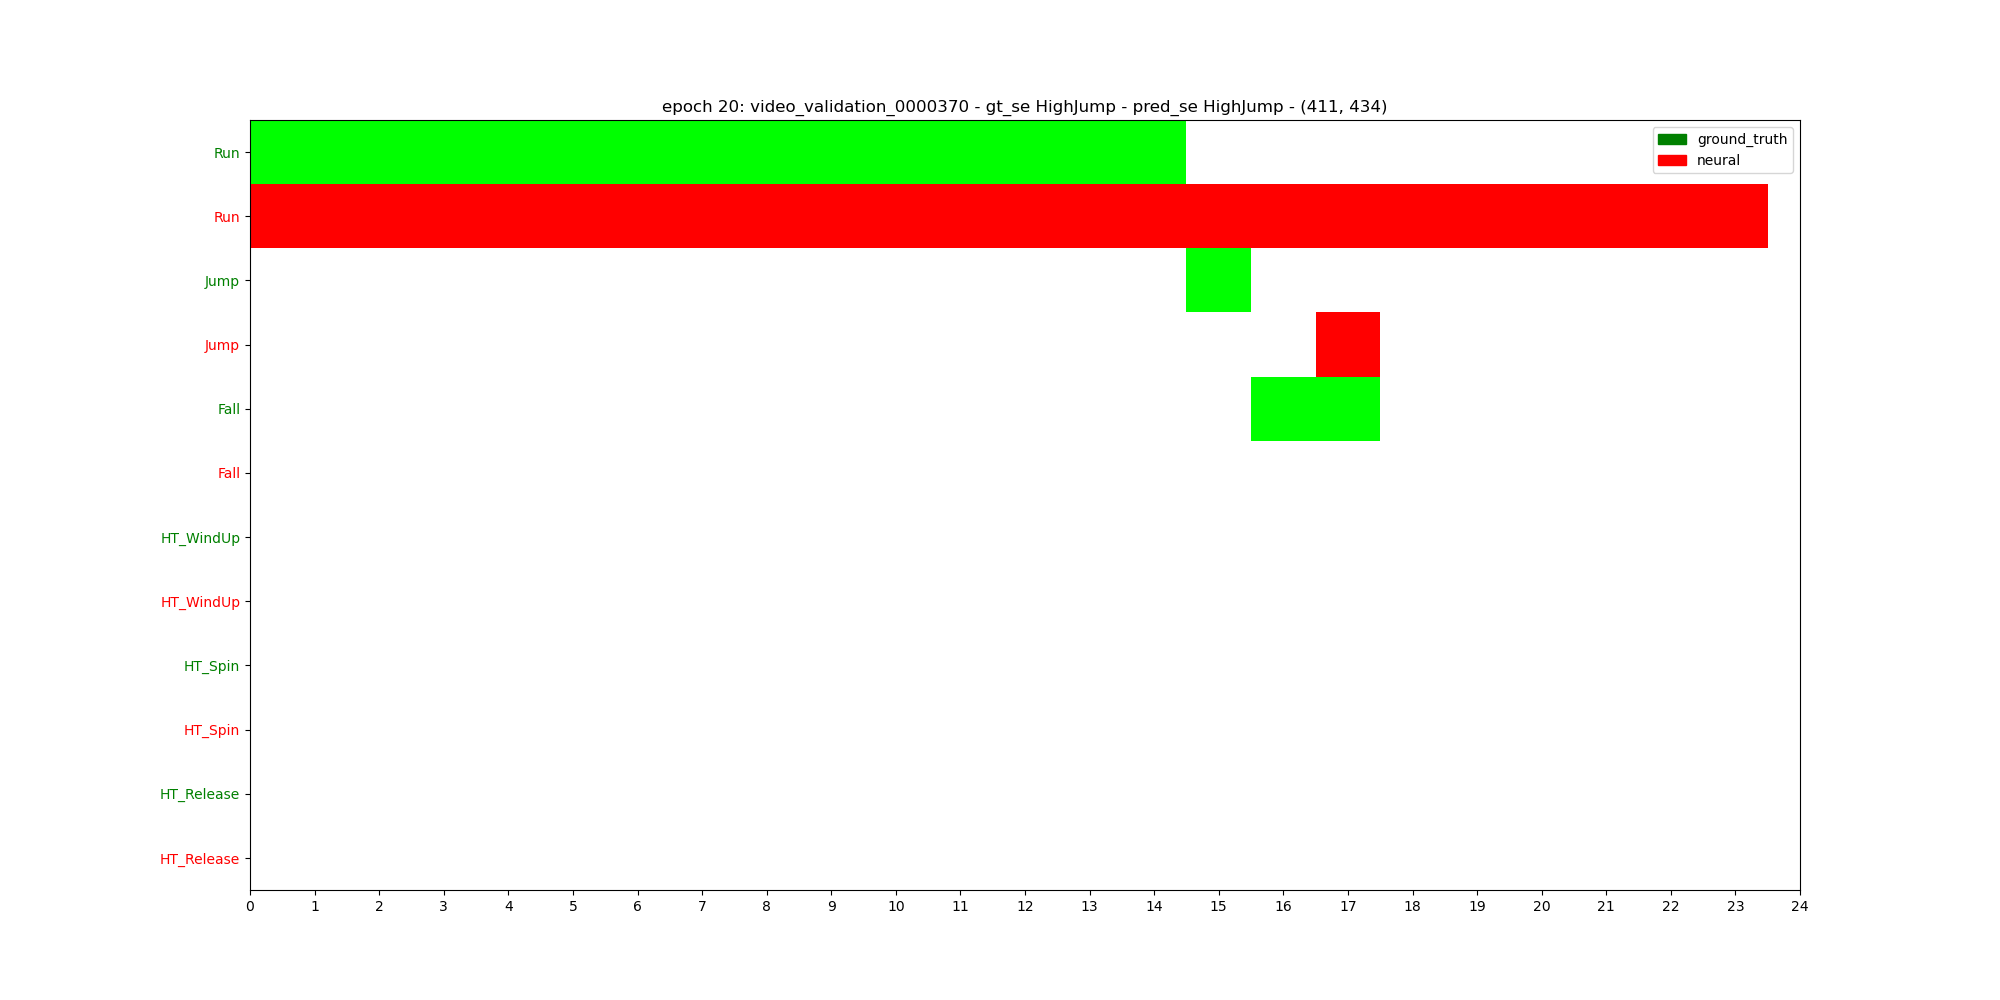 epoch 20: video_validation_0000370 - gt_se HighJump - pred_se HighJump - (411, 434)
ground_truth
neural
Run
Run
Jump
Jump
Fall
Fall
HT_WindUp
HT_WindUp
HT_Spin
HT_Spin
HT_Release
HT_Release
0 1 2 3 4 5 6 7 8 9 10 11 12 13 14 15 16 17 18 19 20 21 22 23 24